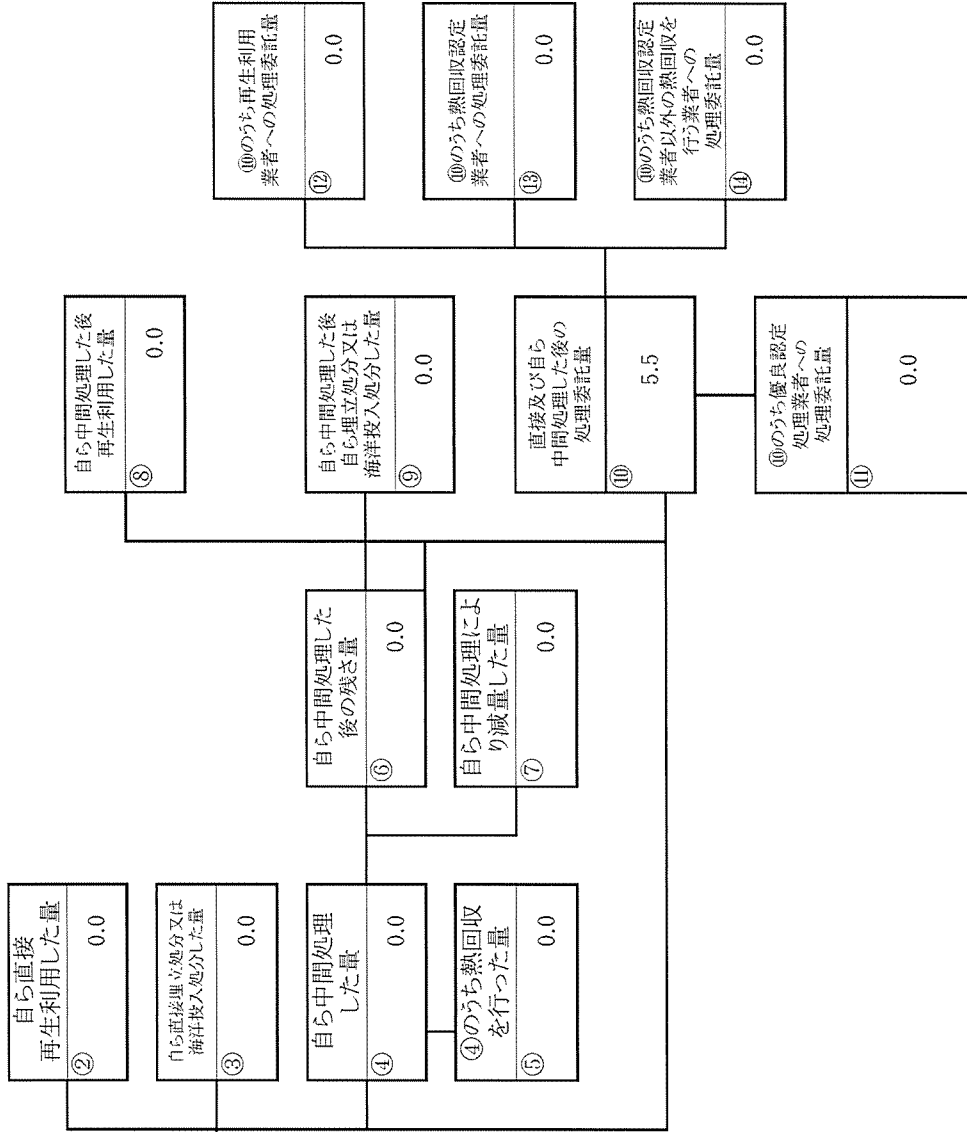 自ら直接
再生利用した量
②
0.0
自ら直接埋立処分又は
海洋投入処分した量
③
0.0
自ら中間処理
した量
④
0.0
④のうち熱回収
を行った量
⑤
0.0
自ら中間処理した
後の残さ量
⑥
0.0
自ら中間処理によ
り減量した量
⑦
0.0
自ら中間処理した後
再生利用した量
⑧
0.0
自ら中間処理した後
自ら埋立処分又は
海洋投入処分した量
⑨
0.0
直接及び自ら
中間処理した後の
処理委託量
⑩
5.5
⑩のうち優良認定
処理業者への
処理委託量
⑪
0.0
⑩のうち再生利用
業者への処理委託量
⑫
0.0
⑩のうち熱回収認定
業者への処理委託量
⑬
0.0
⑩のうち熱回収認定
業者以外の熱回収を
行う業者への
処理委託量
⑭
0.0